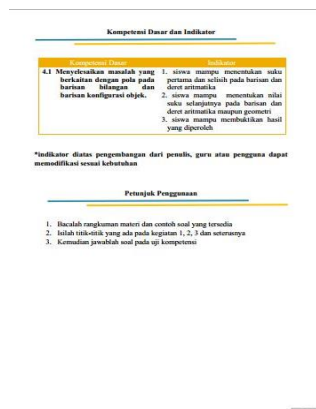 Kompetensi Dasar dan Indikator
Kompetensi Dasar
Indikator
4.1 Menyelesaikan masalah yang
berkaitan dengan pola pada
barisan bilangan dan
barisan konfigurasi objek.
1. siswa mampu menentukan suku
pertama dan selisih pada barisan dan
deret aritmatika
2. siswa mampu menentukan nilai
suku selanjutnya pada barisan dan
deret aritmatika maupun geometri
3. siswa mampu membuktikan hasil
yang diperoleh
*indikator diatas pengembangan dari penulis, guru atau pengguna dapat
memodifikasi sesuai kebutuhan
Petunjuk Penggunaan
1. Bacalah rangkuman materi dan contoh soal yang tersedia
2. Isilah titik-titik yang ada pada kegiatan 1, 2, 3 dan seterusnya
3. Kemudian jawablah soal pada uji kompetensi